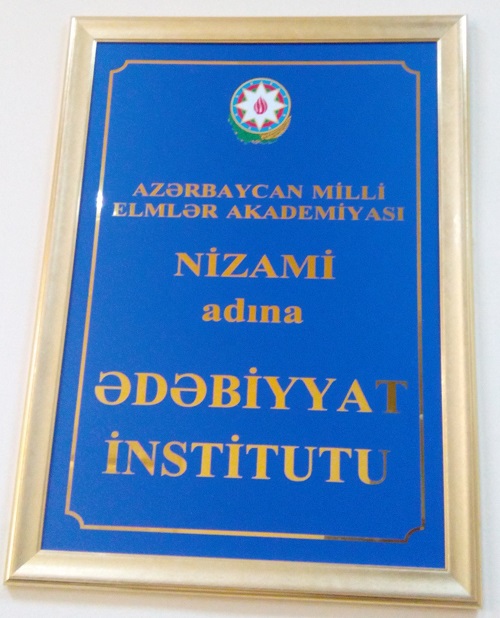 AZƏRBAYCAN MİLLİ
ELMLƏR AKADEMİYASI
NİZAMİ
adına
ƏDƏBİYYAT
İNSTİTUTU